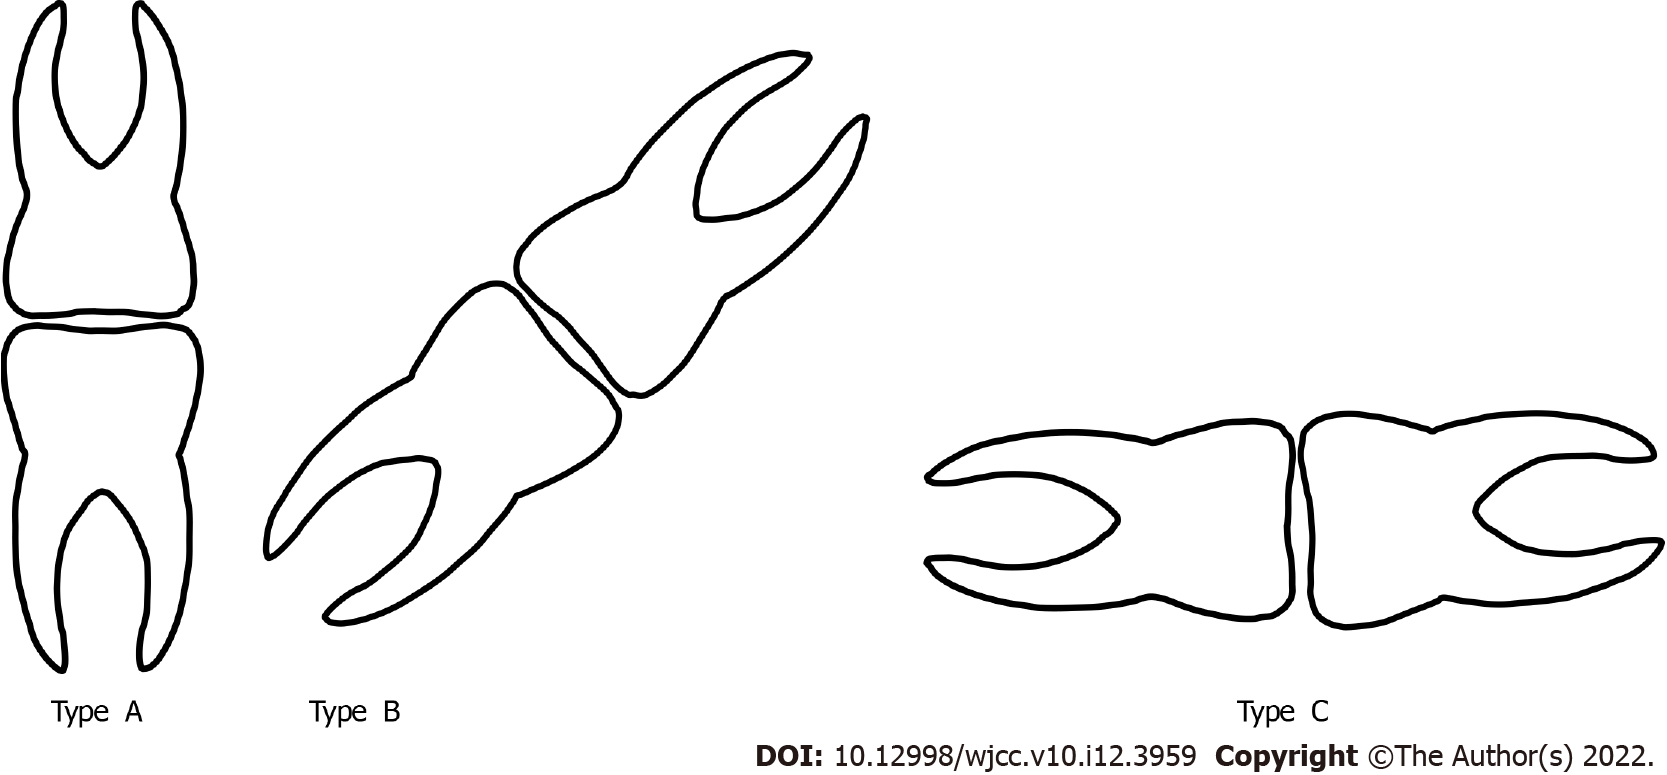 Type A
Type B
Type C
DOI: 10.12998/wjcc.v10.i12.3959 Copyright ©The Author(s) 2022.